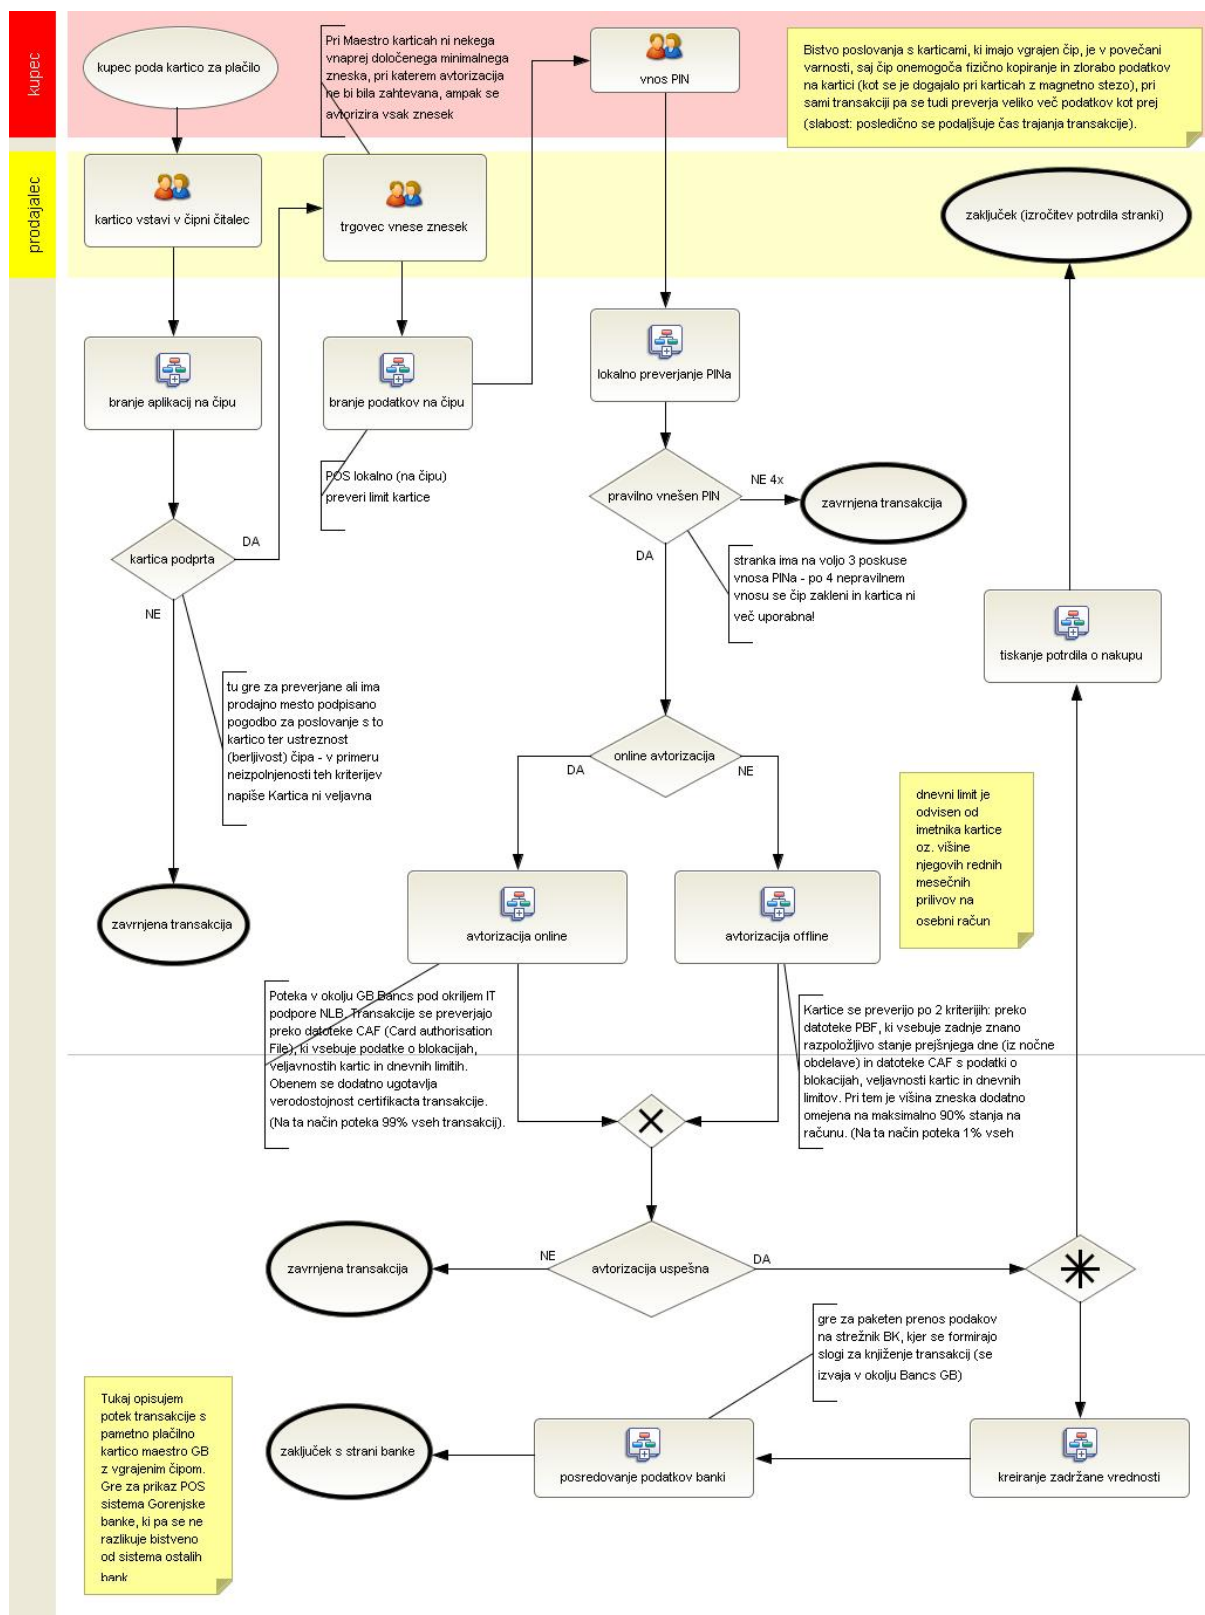 kupec
kupec poda kartico za plačilo
Pri Maestro karticah ni nekega
vnaprej določenega minimalnega
zneska, pri katerem avtorizacija
ne bi bila zahtevana, ampak se
avtorizira vsak znesek
vnos PIN
Bistvo poslovanja s karticami, ki imajo vgrajen čip, je v povečani
varnosti, saj čip onemogoča fizično kopiranje in zlorabo podatkov
na kartici (kot se je dogajalo pri karticah z magnetno stezo), pri
sami transakciji pa se tudi preverja veliko več podatkov kot prej
(slabost: posledično se podaljšuje čas trajanja transakcije).
prodajalec
kartico vstavi v čipni čitalec
trgovec vnese znesek
zaključek (izročitev potrdila stranki)
branje aplikacij na čipu
branje podatkov na čipu
lokalno preverjanje PINa
POS lokalno (na čipu)
preveri limit kartice
pravilno vnešen PIN
NE 4x
zavrnjena transakcija
kartica podprta
DA
NE
DA
stranka ima na voljo 3 poskuse
vnosa PINa - po 4 nepravilnem
vnosu se čip zakleni in kartica ni
več uporabna!
tiskanje potrdila o nakupu
tu gre za preverjane ali ima
prodajno mesto podpisano
pogodbo za poslovanje s to
kartico ter ustreznost
(berljivost) čipa - v primeru
neizpolnjenosti teh kriterijev
napiše Kartica ni veljavna
online avtorizacija
DA
NE
dnevni limit je
odvisen od
imetnika kartice
oz. višine
njegovih rednih
mesečnih
prilivov na
osebni račun
zavrnjena transakcija
avtorizacija online
avtorizacija offline
Poteka v okolju GB Bancs pod okriljem IT
podpore NLB. Transakcije se preverjajo
preko datoteke CAF (Card authorisation
File), ki vsebuje podatke o blokacijah,
veljavnostih kartic in dnevnih limitih.
Obenem se dodatno ugotavlja
verodostojnost certifikacta transakcije.
(Na ta način poteka 99% vseh transakcij).
Kartice se preverijo po 2 kriterijih: preko
datoteke PBF, ki vsebuje zadnje znano
razpoložljivo stanje prejšnjega dne (iz nočne
obdelave) in datoteke CAF s podatki o
blokacijah, veljavnosti kartic in dnevnih
limitov. Pri tem je višina zneska dodatno
omejena na maksimalno 90% stanja na
računu. (Na ta način poteka 1% vseh
zavrnjena transakcija
NE
avtorizacija uspešna
DA
gre za paketen prenos podakov
na strežnik BK, kjer se formirajo
slogi za knjiženje transakcij (se
izvaja v okolju Bancs GB)
zaključek s strani banke
posredovanje podatkov banki
kreiranje zadržane vrednosti
Tukaj opisujem
potek transakcije s
pametno plačilno
kartico maestro GB
z vgrajenim čipom.
Gre za prikaz POS
sistema Gorenjske
banke, ki pa se ne
razlikuje bistveno
od sistema ostalih
bank